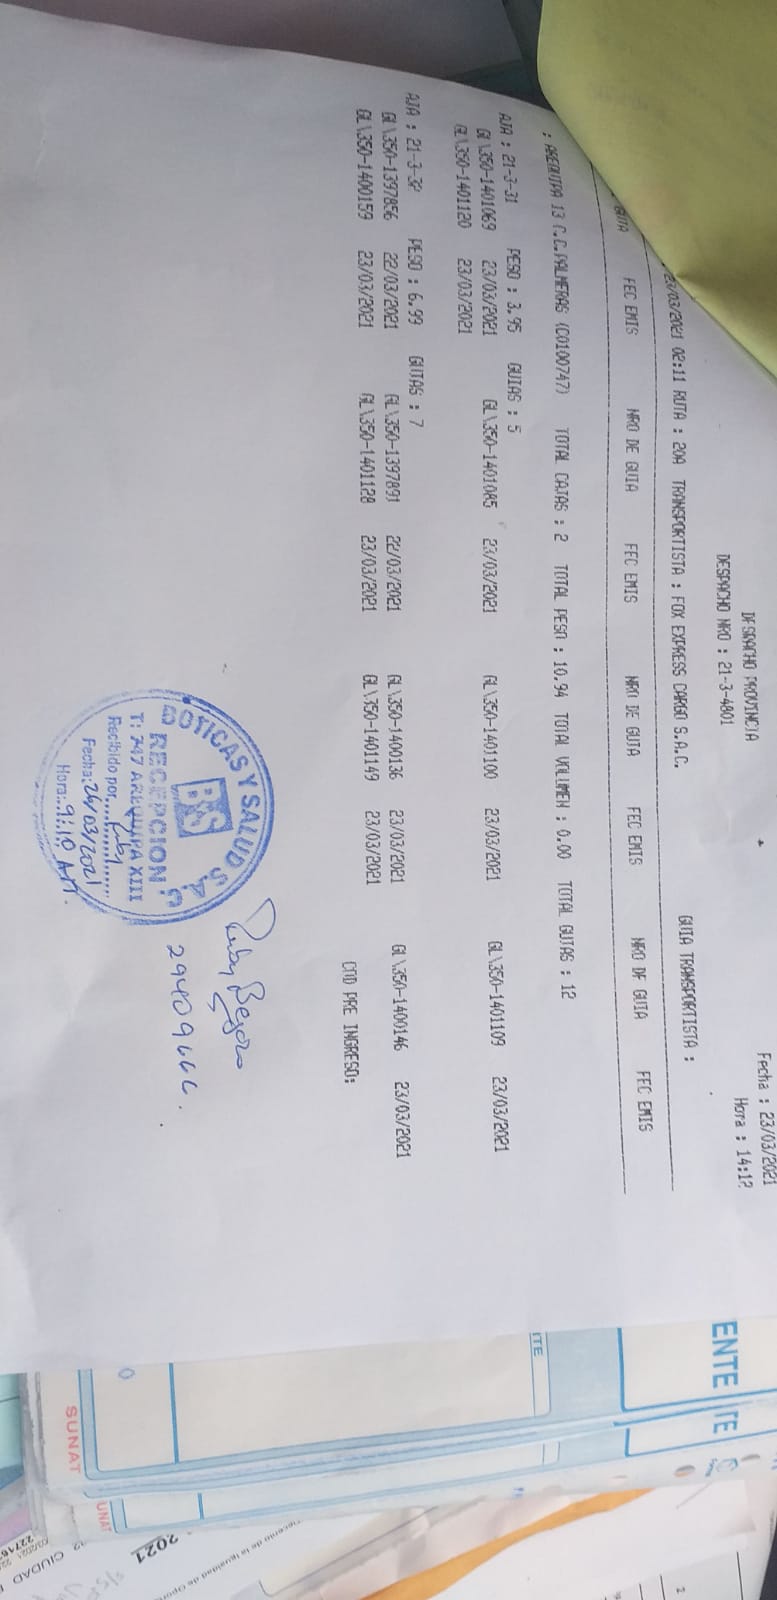 DESPACHO PROVINCIA
Fecha : 23/03/2021
DESPACHO NRO : 21-3-4801
Hora : 14:12
23/03/2021 02:11 RUTA : 20A TRANSPORTISTA : FOX EXPRESS CARGO S.A.C. GUIA TRANSPORTISTA :
GUIA FEC EMIS NRO DE GUIA FEC EMIS NRO DE GUIA FEC EMIS NRO DE GUIA FEC EMIS
: AREQUIPA 13 C.C.PALMERAS (C0100747) TOTAL CAJAS : 2 TOTAL PESO : 10.94 TOTAL VOLUMEN : 0.00 TOTAL GUIAS : 12
AJA : 21-3-31 PESO : 3.95 GUIAS : 5
GL\350-1401069 23/03/2021 GL\350-1401085 23/03/2021 GL\350-1401100 23/03/2021 GL\350-1401109 23/03/2021
GL\350-1401120 23/03/2021
AJA : 21-3-32 PESO : 6.99 GUIAS : 7
GL\350-1397856 22/03/2021 GL\350-1397891 22/03/2021 GL\350-1400136 23/03/2021 GL\350-1400146 23/03/2021
GL\350-1400159 23/03/2021 GL\350-1401128 23/03/2021 GL\350-1401149 23/03/2021
COD PRE INGRESO:
BOTICAS Y SALUD S.A.C
BS
RECEPCION
T: 747 AREQUIPA XIII
Recibido por Ruby
Fecha: 26/03/2021
Hora: 9:10 AM.
29409666.
ENTE
TE
ITE
SUNAT
UNAT
2021
CIUDAD